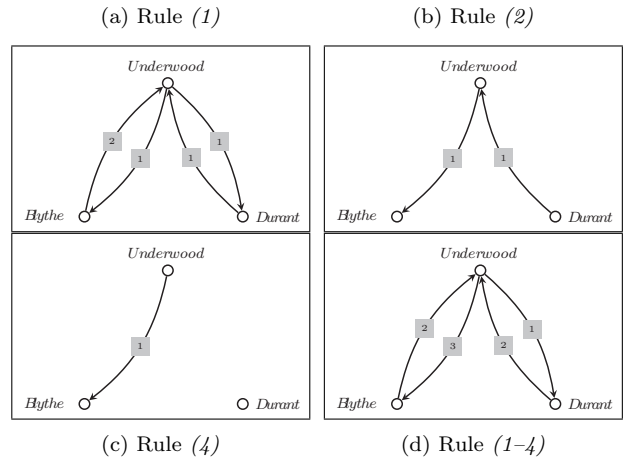 (a) Rule (1)
(b) Rule (2)
Underwood
2
1
1
1
Blythe
Durant
Underwood
1
1
Blythe
Durant
Underwood
1
Blythe
Durant
Underwood
2
3
2
1
Blythe
Durant
(c) Rule (4)
(d) Rule (1–4)